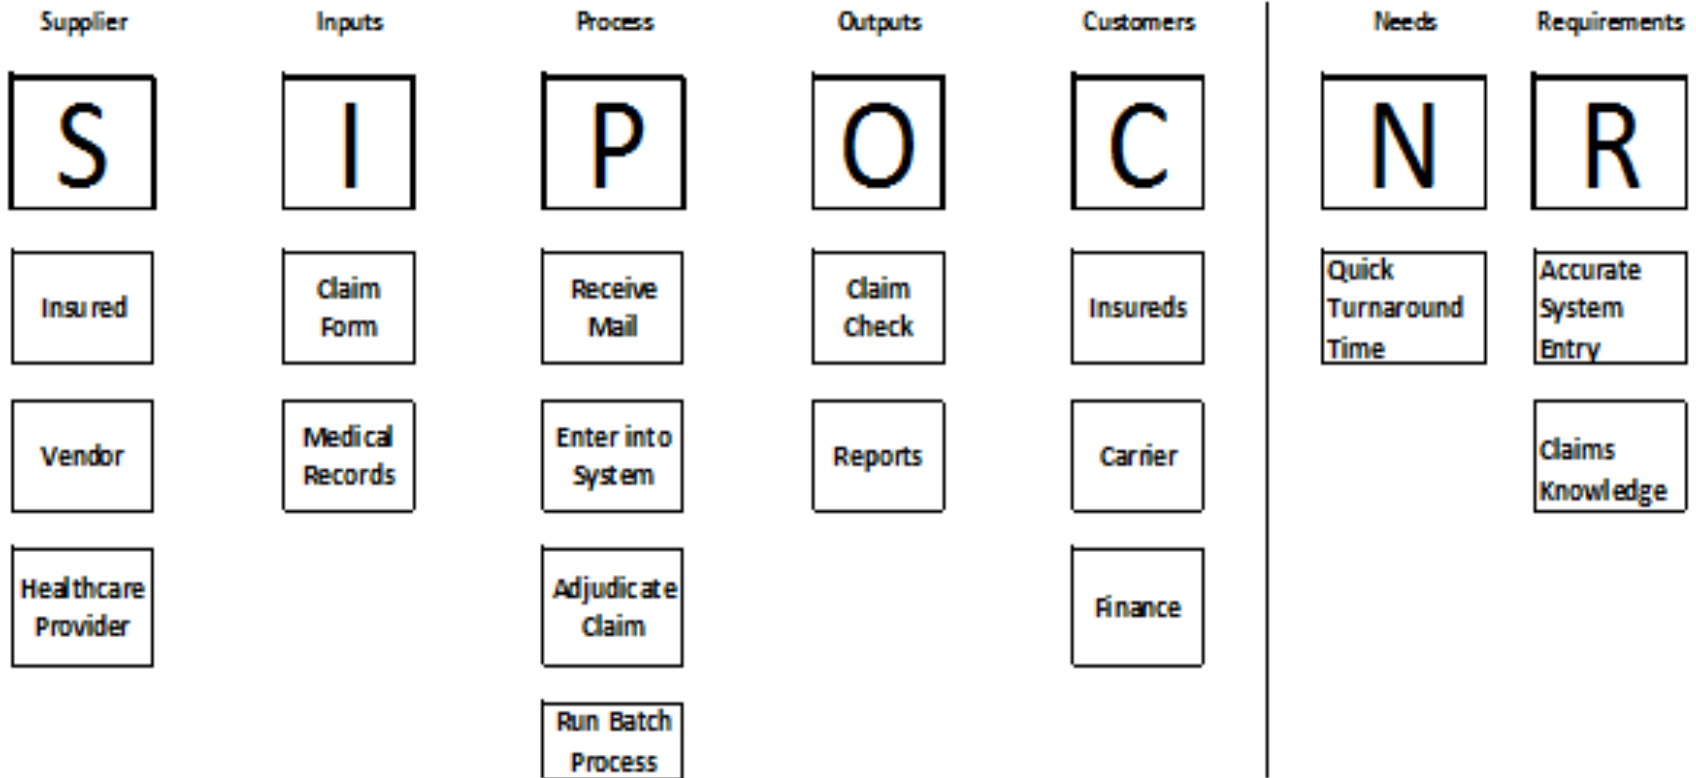 Supplier
Inputs
Process
Outputs
Customers
Needs
Requirements
S
I
P
O
C
N
R
Insured
Claim
Form
Receive
Mail
Claim
Check
Insureds
Quick
Turnaround
Time
Accurate
System
Entry
Vendor
Medical
Records
Enter into
System
Reports
Carrier
Claims
Knowledge
Healthcare
Provider
Adjudicate
Claim
Finance
Run Batch
Process